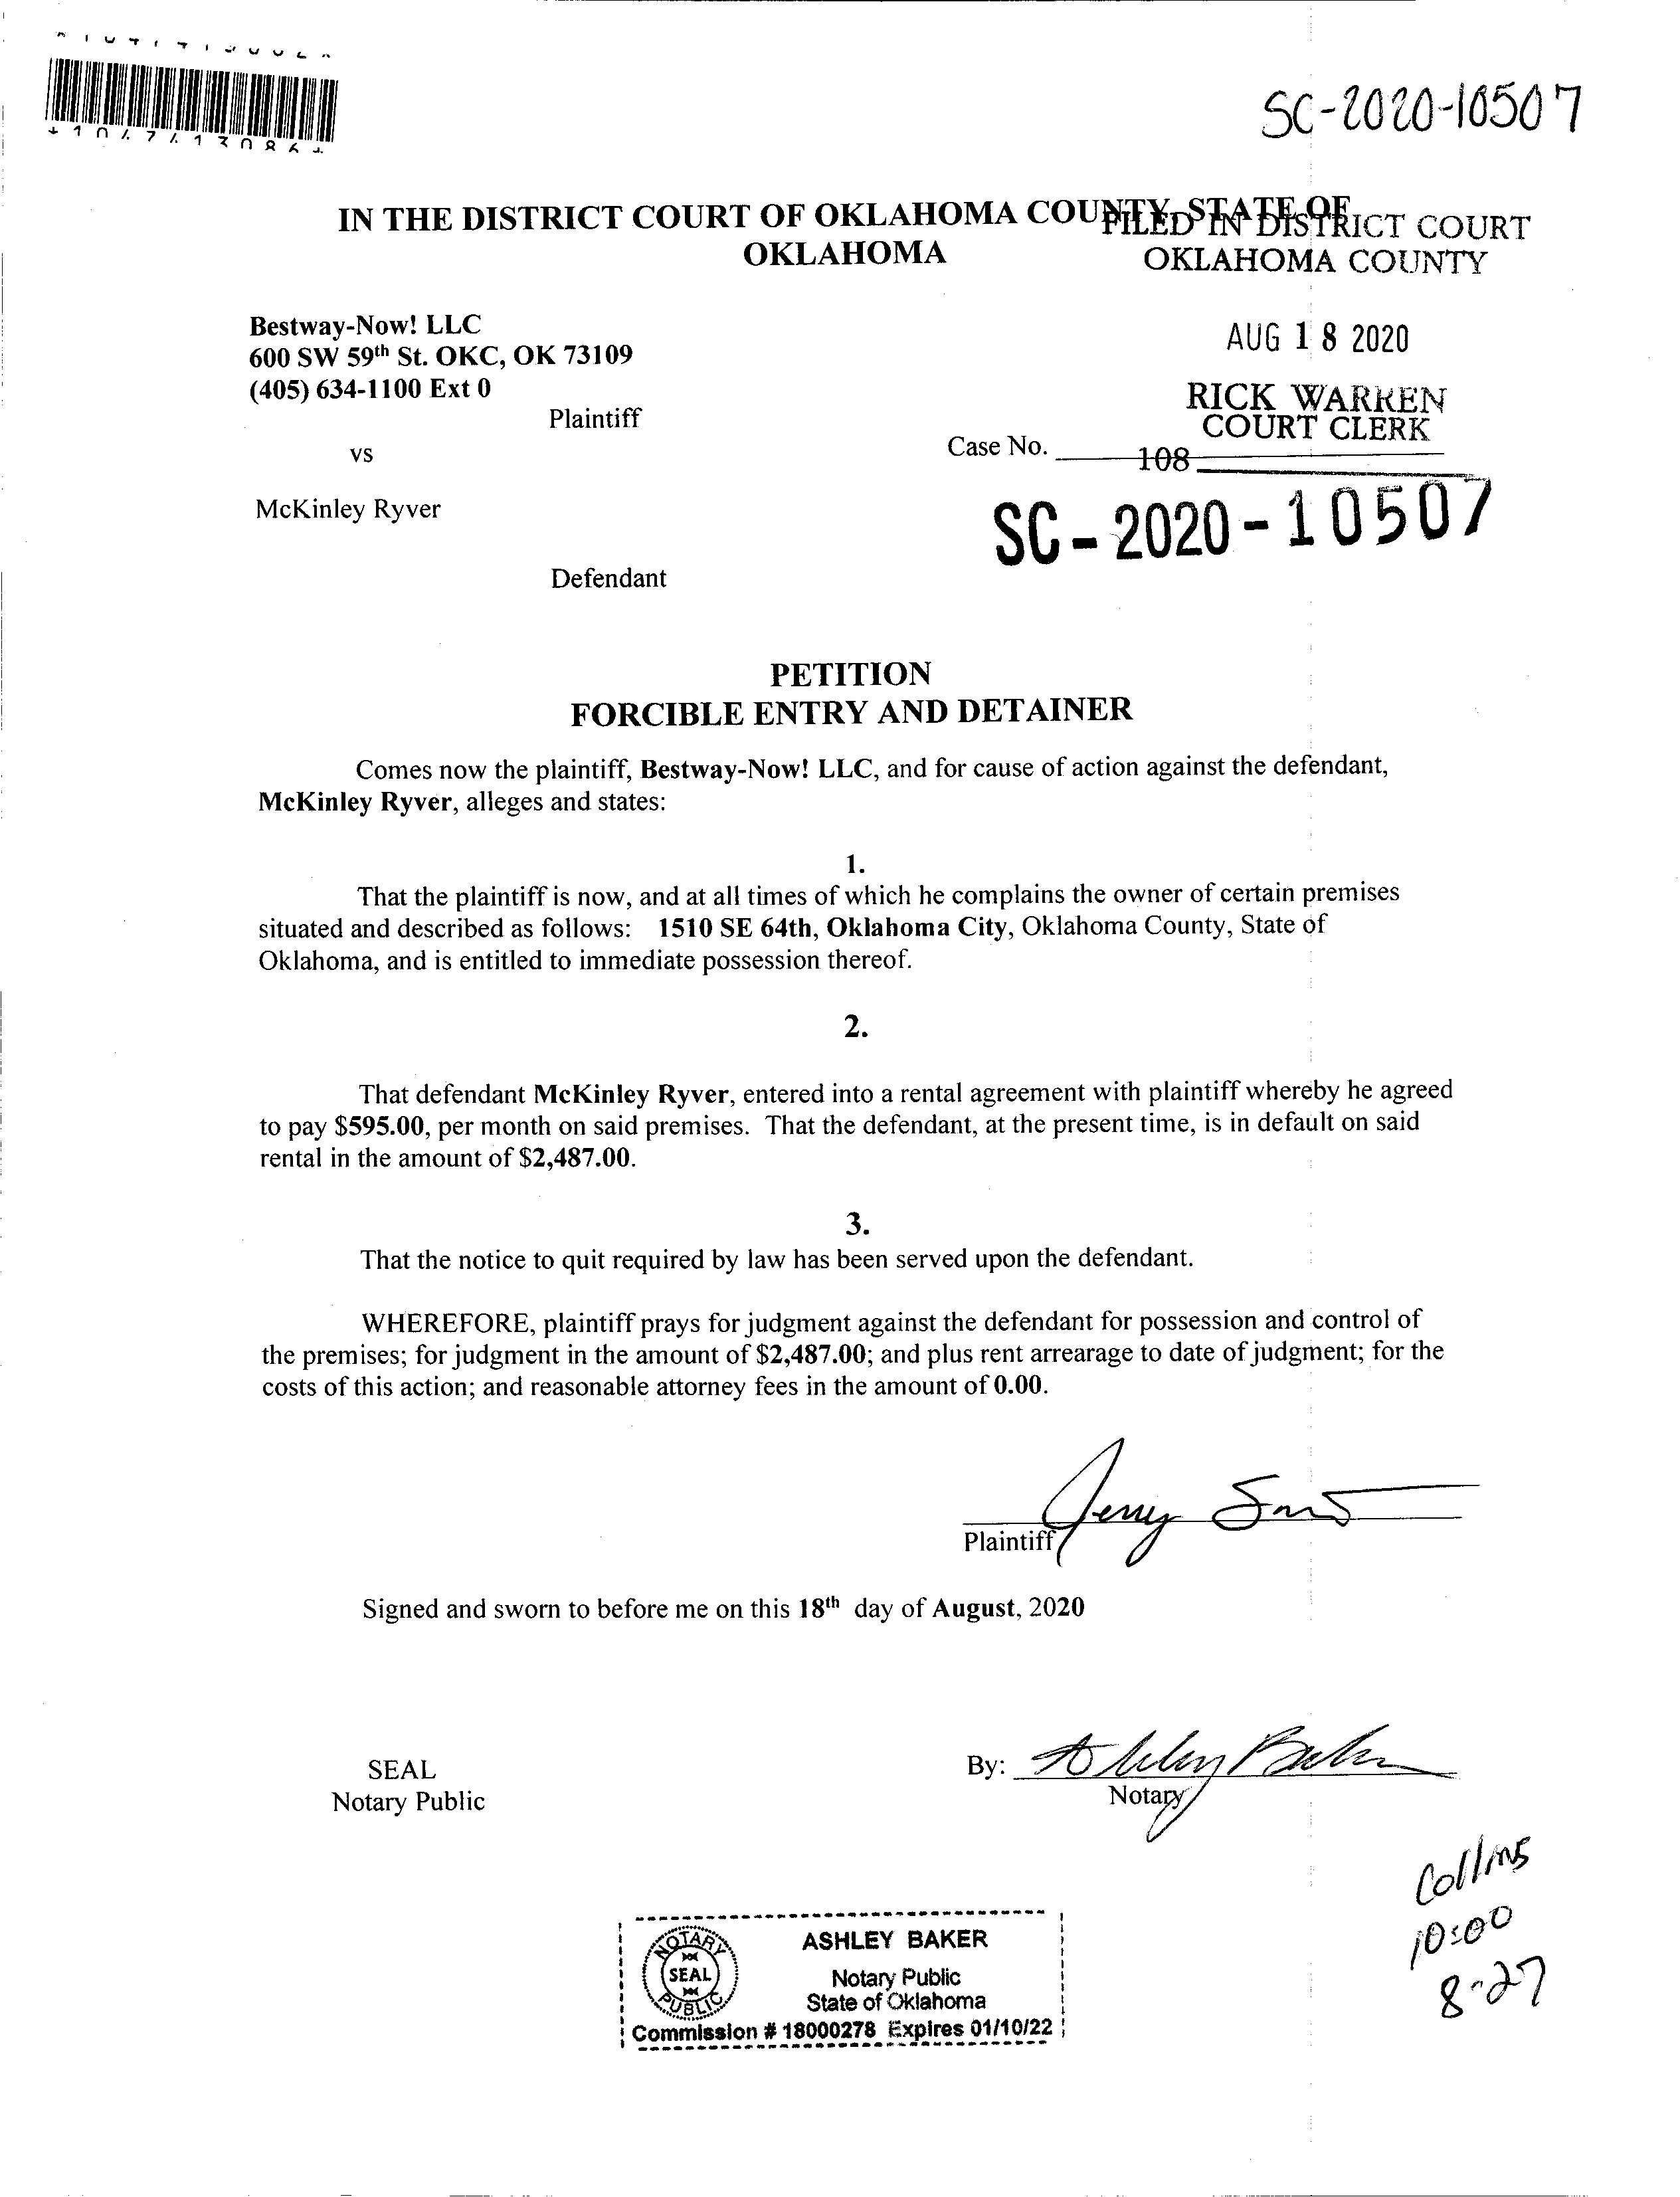 SC-2020-10507
IN THE DISTRICT COURT OF OKLAHOMA COUNTY, STATE OF
OKLAHOMA
FILED IN DISTRICT COURT
OKLAHOMA COUNTY
AUG 18 2020
RICK WARREN
COURT CLERK
108
Bestway-Now! LLC
600 SW 59th St. OKC, OK 73109
(405) 634-1100 Ext 0
Plaintiff
vs
Case No.
McKinley Ryver
SC-2020-10507
Defendant
PETITION
FORCIBLE ENTRY AND DETAINER
Comes now the plaintiff, Bestway-Now! LLC, and for cause of action against the defendant,
McKinley Ryver, alleges and states:
1.
That the plaintiff is now, and at all times of which he complains the owner of certain premises
situated and described as follows: 1510 SE 64th, Oklahoma City, Oklahoma County, State of
Oklahoma, and is entitled to immediate possession thereof.
2.
That defendant McKinley Ryver, entered into a rental agreement with plaintiff whereby he agreed
to pay $595.00, per month on said premises. That the defendant, at the present time, is in default on said
rental in the amount of $2,487.00.
3.
That the notice to quit required by law has been served upon the defendant.
WHEREFORE, plaintiff prays for judgment against the defendant for possession and control of
the premises; for judgment in the amount of $2,487.00; and plus rent arrearage to date of judgment; for the
costs of this action; and reasonable attorney fees in the amount of 0.00.
Jerry
Plaintiff
Signed and sworn to before me on this 18th day of August, 2020
SEAL
Notary Public
By: Ashley Baker
Notary
Collins
10:00
8-27
NOTARY
SEAL
PUBLIC
ASHLEY BAKER
Notary Public
State of Oklahoma
Commission # 18000278 Expires 01/10/22